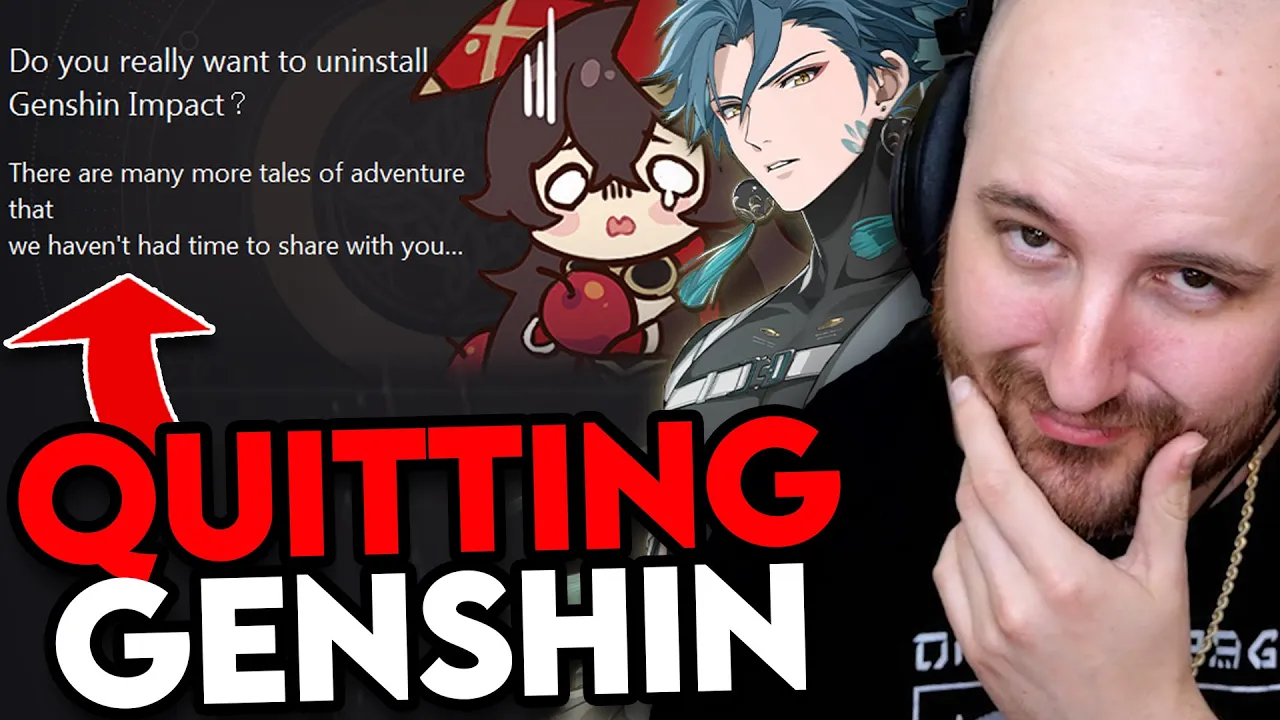 Do you really want to uninstall
Genshin Impact？
There are many more tales of adventure
that
we haven't had time to share with you...
QUITTING
GENSHIN